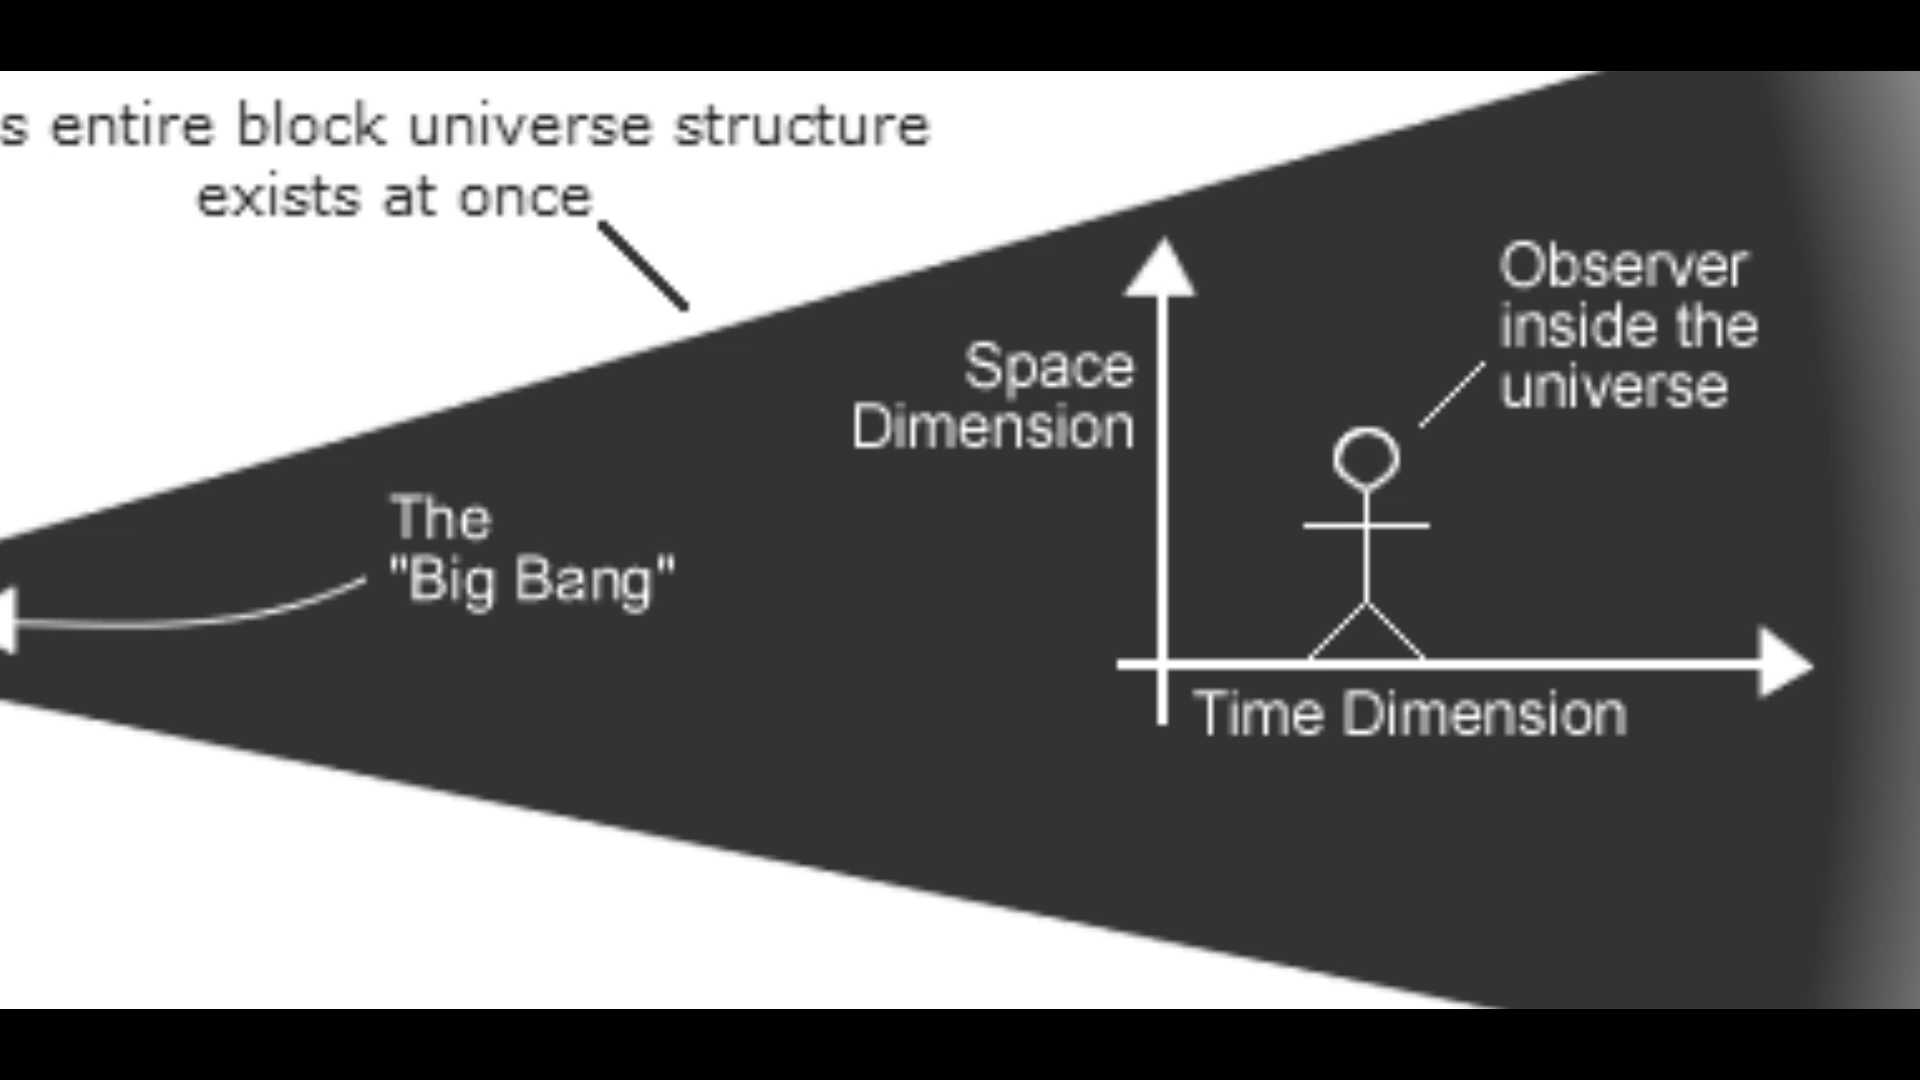 s entire block universe structure
exists at once
Observer
inside the
universe
Space
Dimension
The
"Big Bang"
Time Dimension